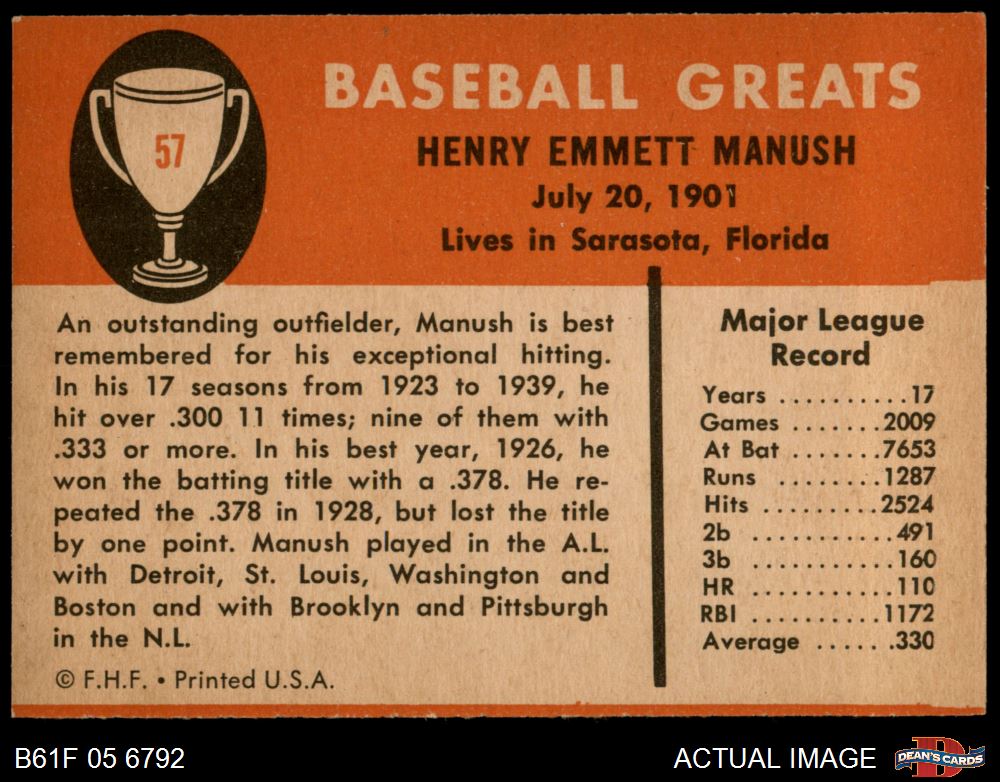 57
BASEBALL GREATS
HENRY EMMETT MANUSH
July 20, 1901
Lives in Sarasota, Florida
An outstanding outfielder, Manush is best
remembered for his exceptional hitting.
In his 17 seasons from 1923 to 1939, he
hit over .300 11 times; nine of them with
.333 or more. In his best year, 1926, he
won the batting title with a .378. He re-
peated the .378 in 1928, but lost the title
by one point. Manush played in the A.L.
with Detroit, St. Louis, Washington and
Boston and with Brooklyn and Pittsburgh
in the N.L.
© F.H.F. • Printed U.S.A.
Major League
Record
Years ..........17
Games .......2009
At Bat .......7653
Runs ........1287
Hits .........2524
2b ...........491
3b ...........160
HR ...........110
RBI ..........1172
Average ......330
B61F 05 6792
ACTUAL IMAGE
D
DEAN'S CARDS